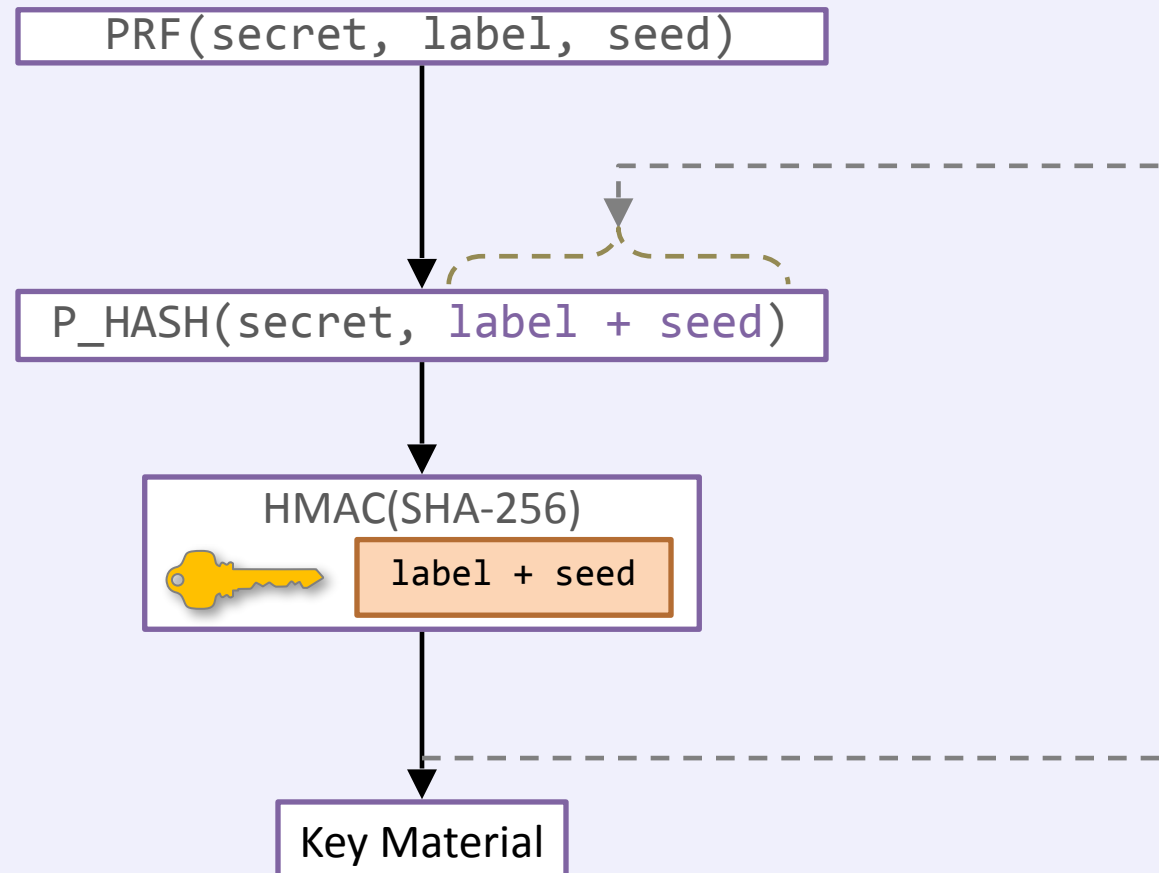 PRF(secret, label, seed)
P_HASH(secret, label + seed)
HMAC(SHA-256)
label + seed
Key Material